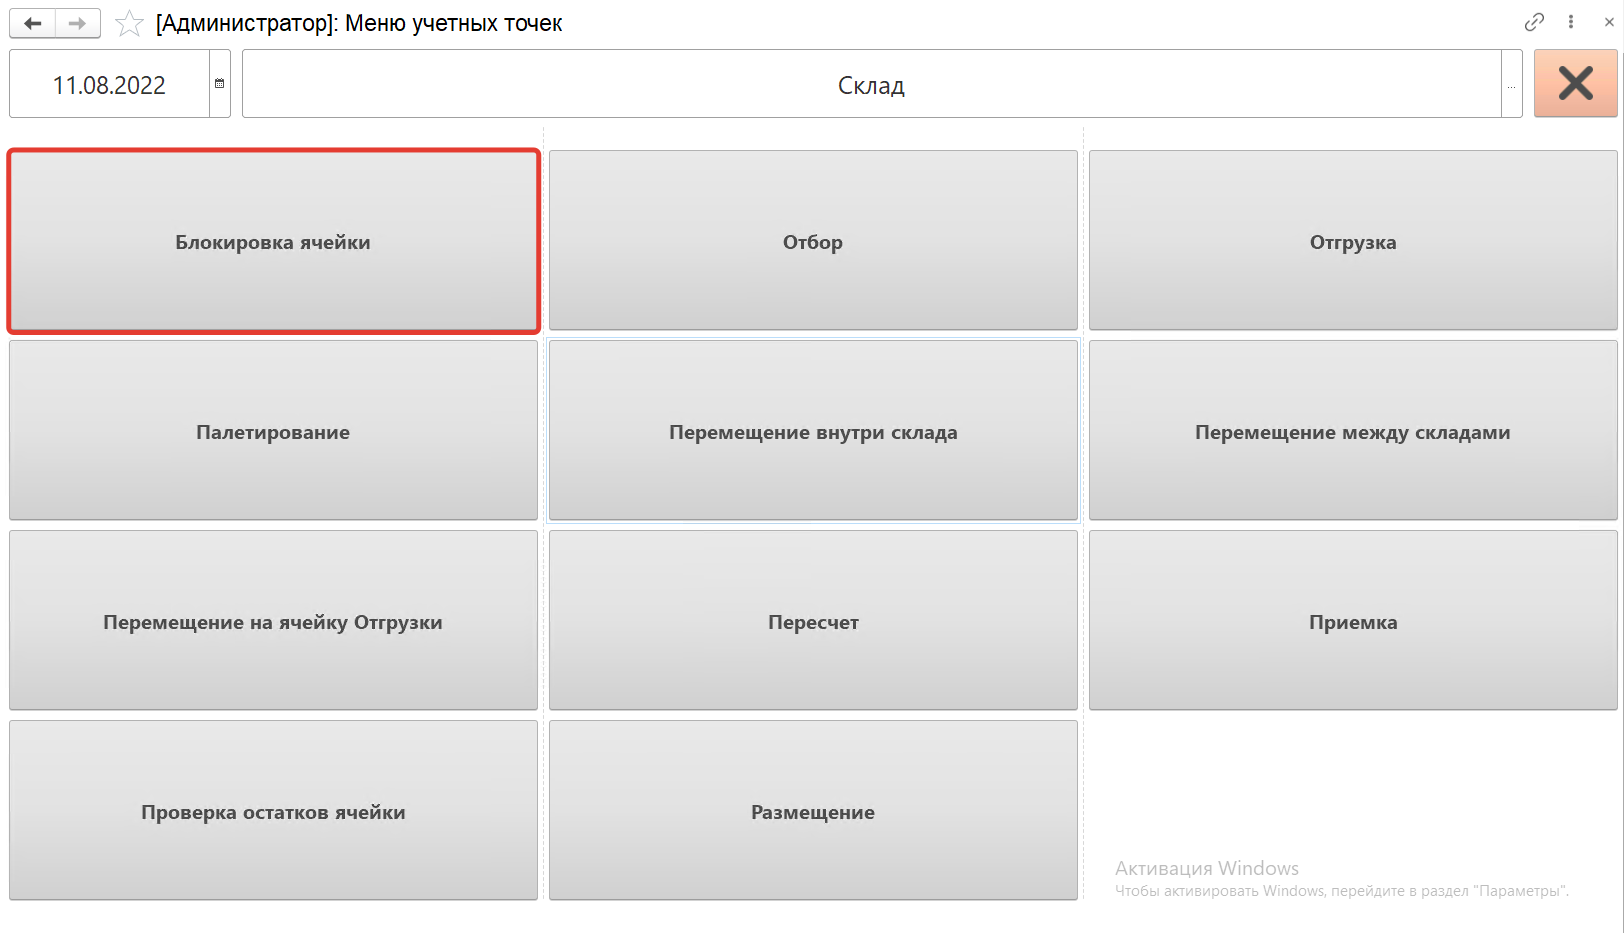 [Администратор]: Меню учетных точек
11.08.2022
Склад
...
Блокировка ячейки
Отбор
Отгрузка
Палетирование
Перемещение внутри склада
Перемещение между складами
Перемещение на ячейку Отгрузки
Пересчет
Приемка
Проверка остатков ячейки
Размещение
Активация Windows
Чтобы активировать Windows, перейдите в раздел "Параметры".